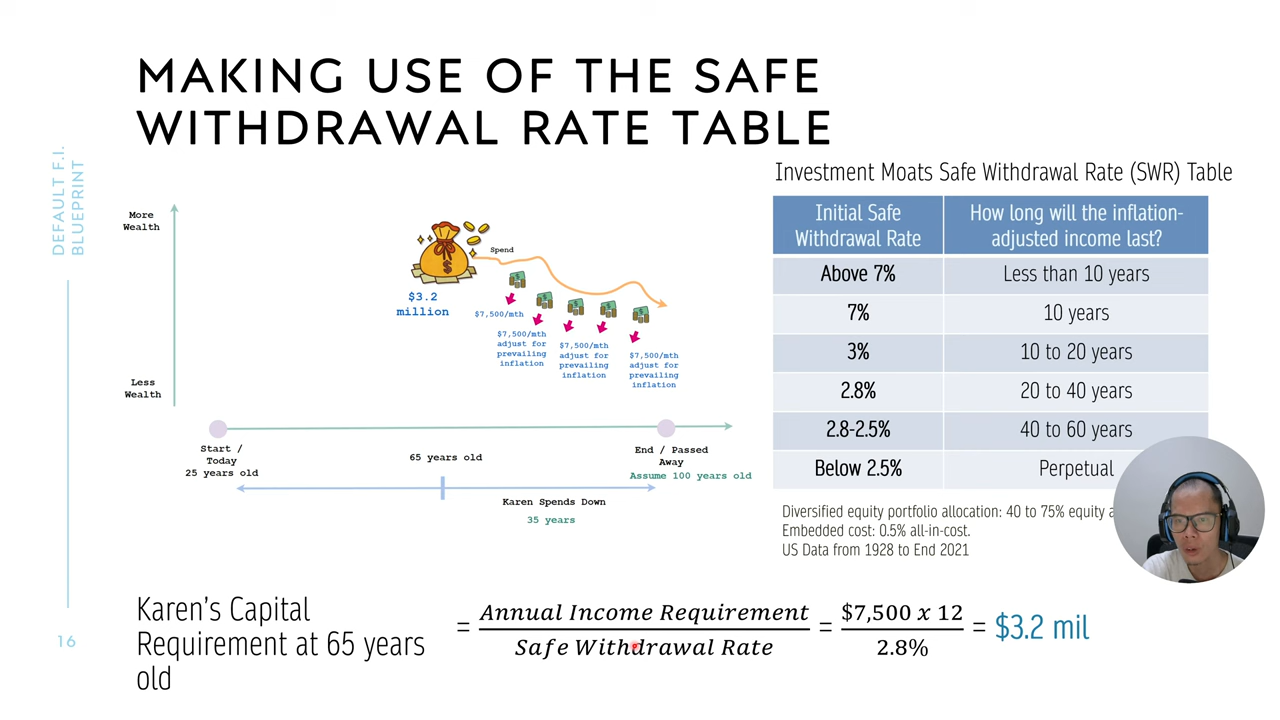 MAKING USE OF THE SAFE
WITHDRAWAL RATE TABLE
DEFAULT F.I.
BLUEPRINT
16
More
Wealth
Less
Wealth
$3.2
million
Spend
$7,500/mth
$7,500/mth
adjust for
prevailing
inflation
$7,500/mth
adjust for
prevailing
inflation
$7,500/mth
adjust for
prevailing
inflation
Start /
Today
25 years old
65 years old
End / Passed
Away
Assume 100 years old
Karen Spends Down
35 years
Investment Moats Safe Withdrawal Rate (SWR) Table
Initial Safe
Withdrawal Rate
How long will the inflation-
adjusted income last?
Above 7%
Less than 10 years
7%
10 years
3%
10 to 20 years
2.8%
20 to 40 years
2.8-2.5%
40 to 60 years
Below 2.5%
Perpetual
Diversified equity portfolio allocation: 40 to 75% equity
Embedded cost: 0.5% all-in-cost.
US Data from 1928 to End 2021
Karen's Capital
Requirement at 65 years
old
= Annual Income Requirement
Safe Withdrawal Rate
= $7,500 x 12
2.8%
= $3.2 mil